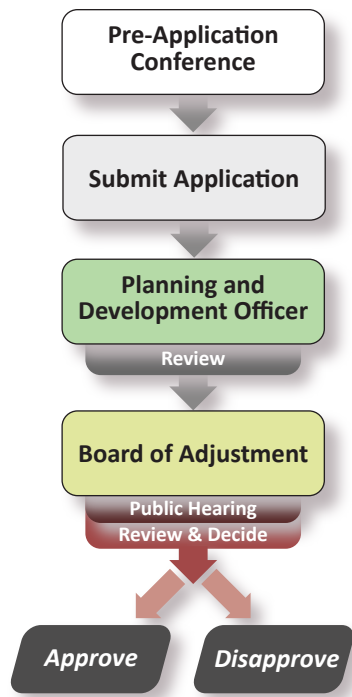 Pre-Application
Conference
Submit Application
Planning and
Development Officer
Review
Board of Adjustment
Public Hearing
Review & Decide
Approve
Disapprove